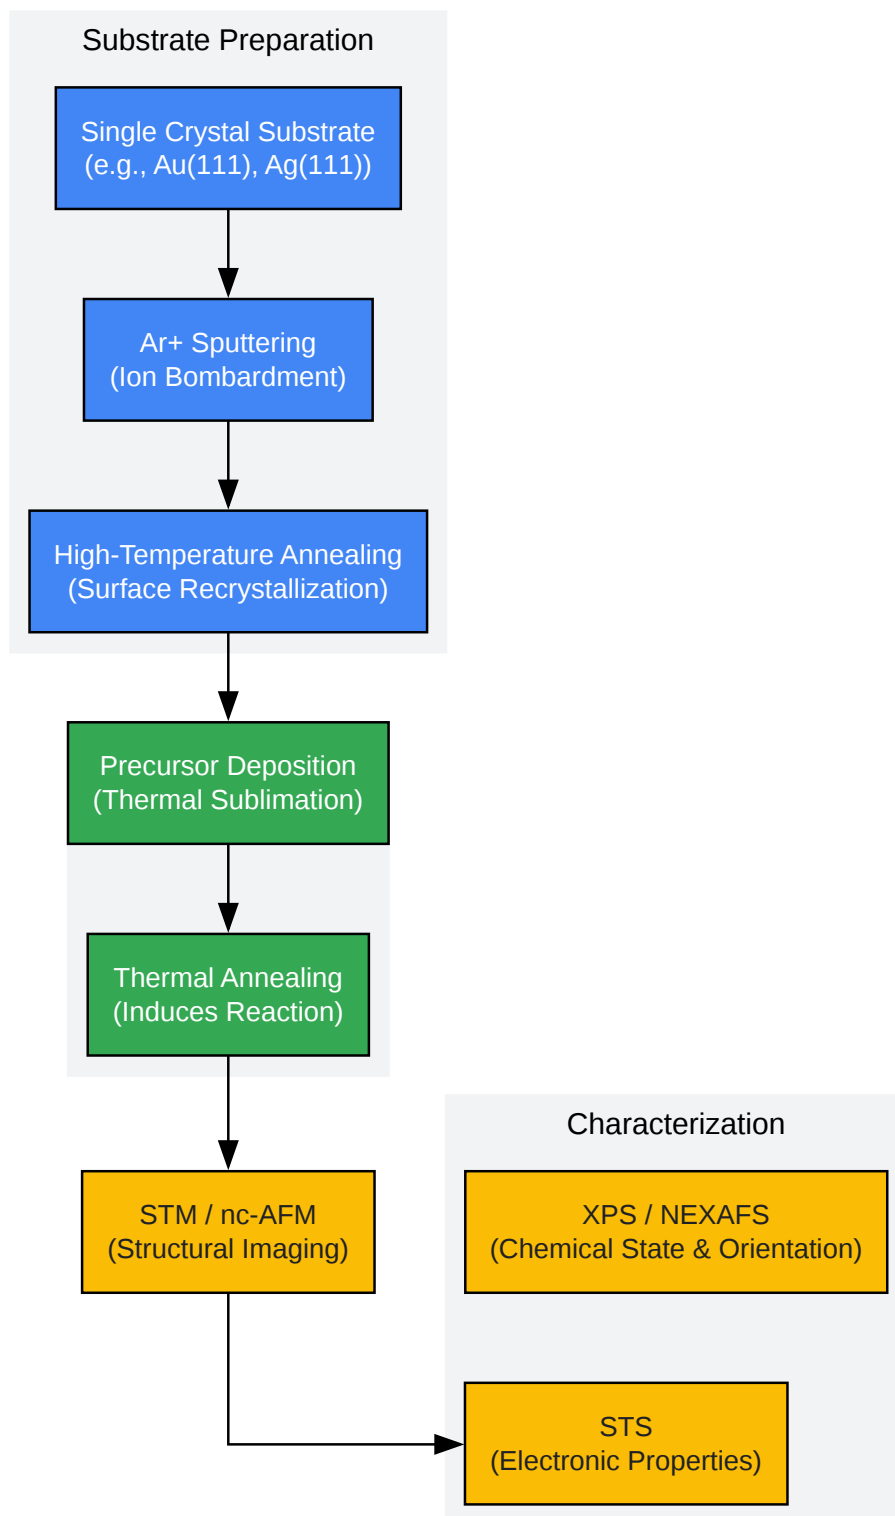 Substrate Preparation
Single Crystal Substrate
(e.g., Au(111), Ag(111))
Ar+ Sputtering
(Ion Bombardment)
High-Temperature Annealing
(Surface Recrystallization)
Precursor Deposition
(Thermal Sublimation)
Thermal Annealing
(Induces Reaction)
Characterization
STM / nc-AFM
(Structural Imaging)
XPS / NEXAFS
(Chemical State & Orientation)
STS
(Electronic Properties)